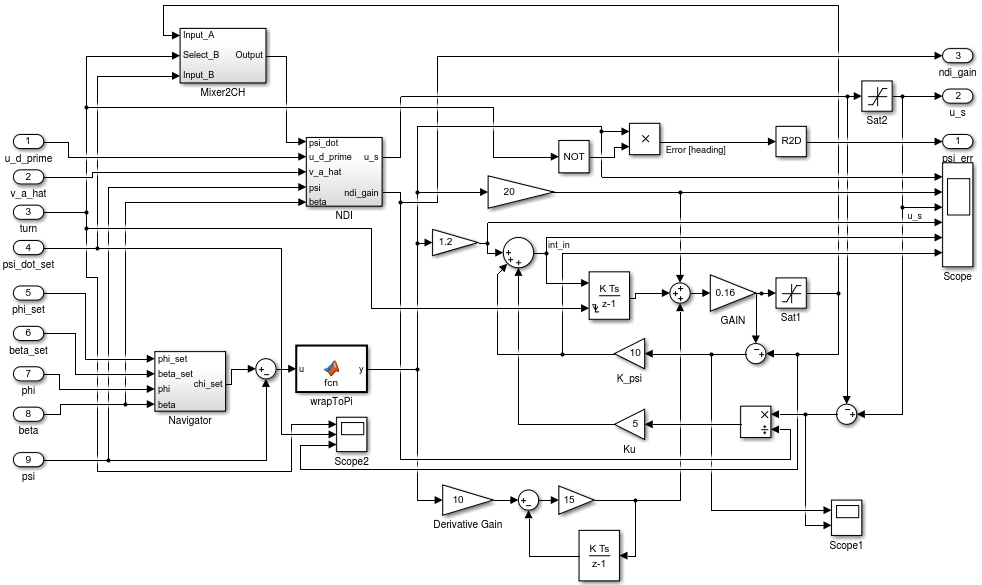 Input_A
Select_B
Input_B
Output
Mixer2CH
3
ndi_gain
2
u_s
Sat2
1
u_d_prime
2
v_a_hat
3
turn
4
psi_dot_set
5
phi_set
6
beta_set
7
phi
8
beta
9
psi
psi_dot
u_d_prime
v_a_hat
psi
beta
u_s
ndi_gain
NDI
NOT
×
Error [heading]
R2D
1
psi_err
20
1.2
+
+
+
int_in
u_s
Scope
K Ts
z-1
+
+
+
0.16
GAIN
Sat1
phi_set
beta_set
phi
beta
chi_set
Navigator
+
−
u
y
fcn
wrapToPi
10
K_psi
−
+
Scope2
5
Ku
×
÷
−
+
10
Derivative Gain
+
−
15
K Ts
z-1
Scope1